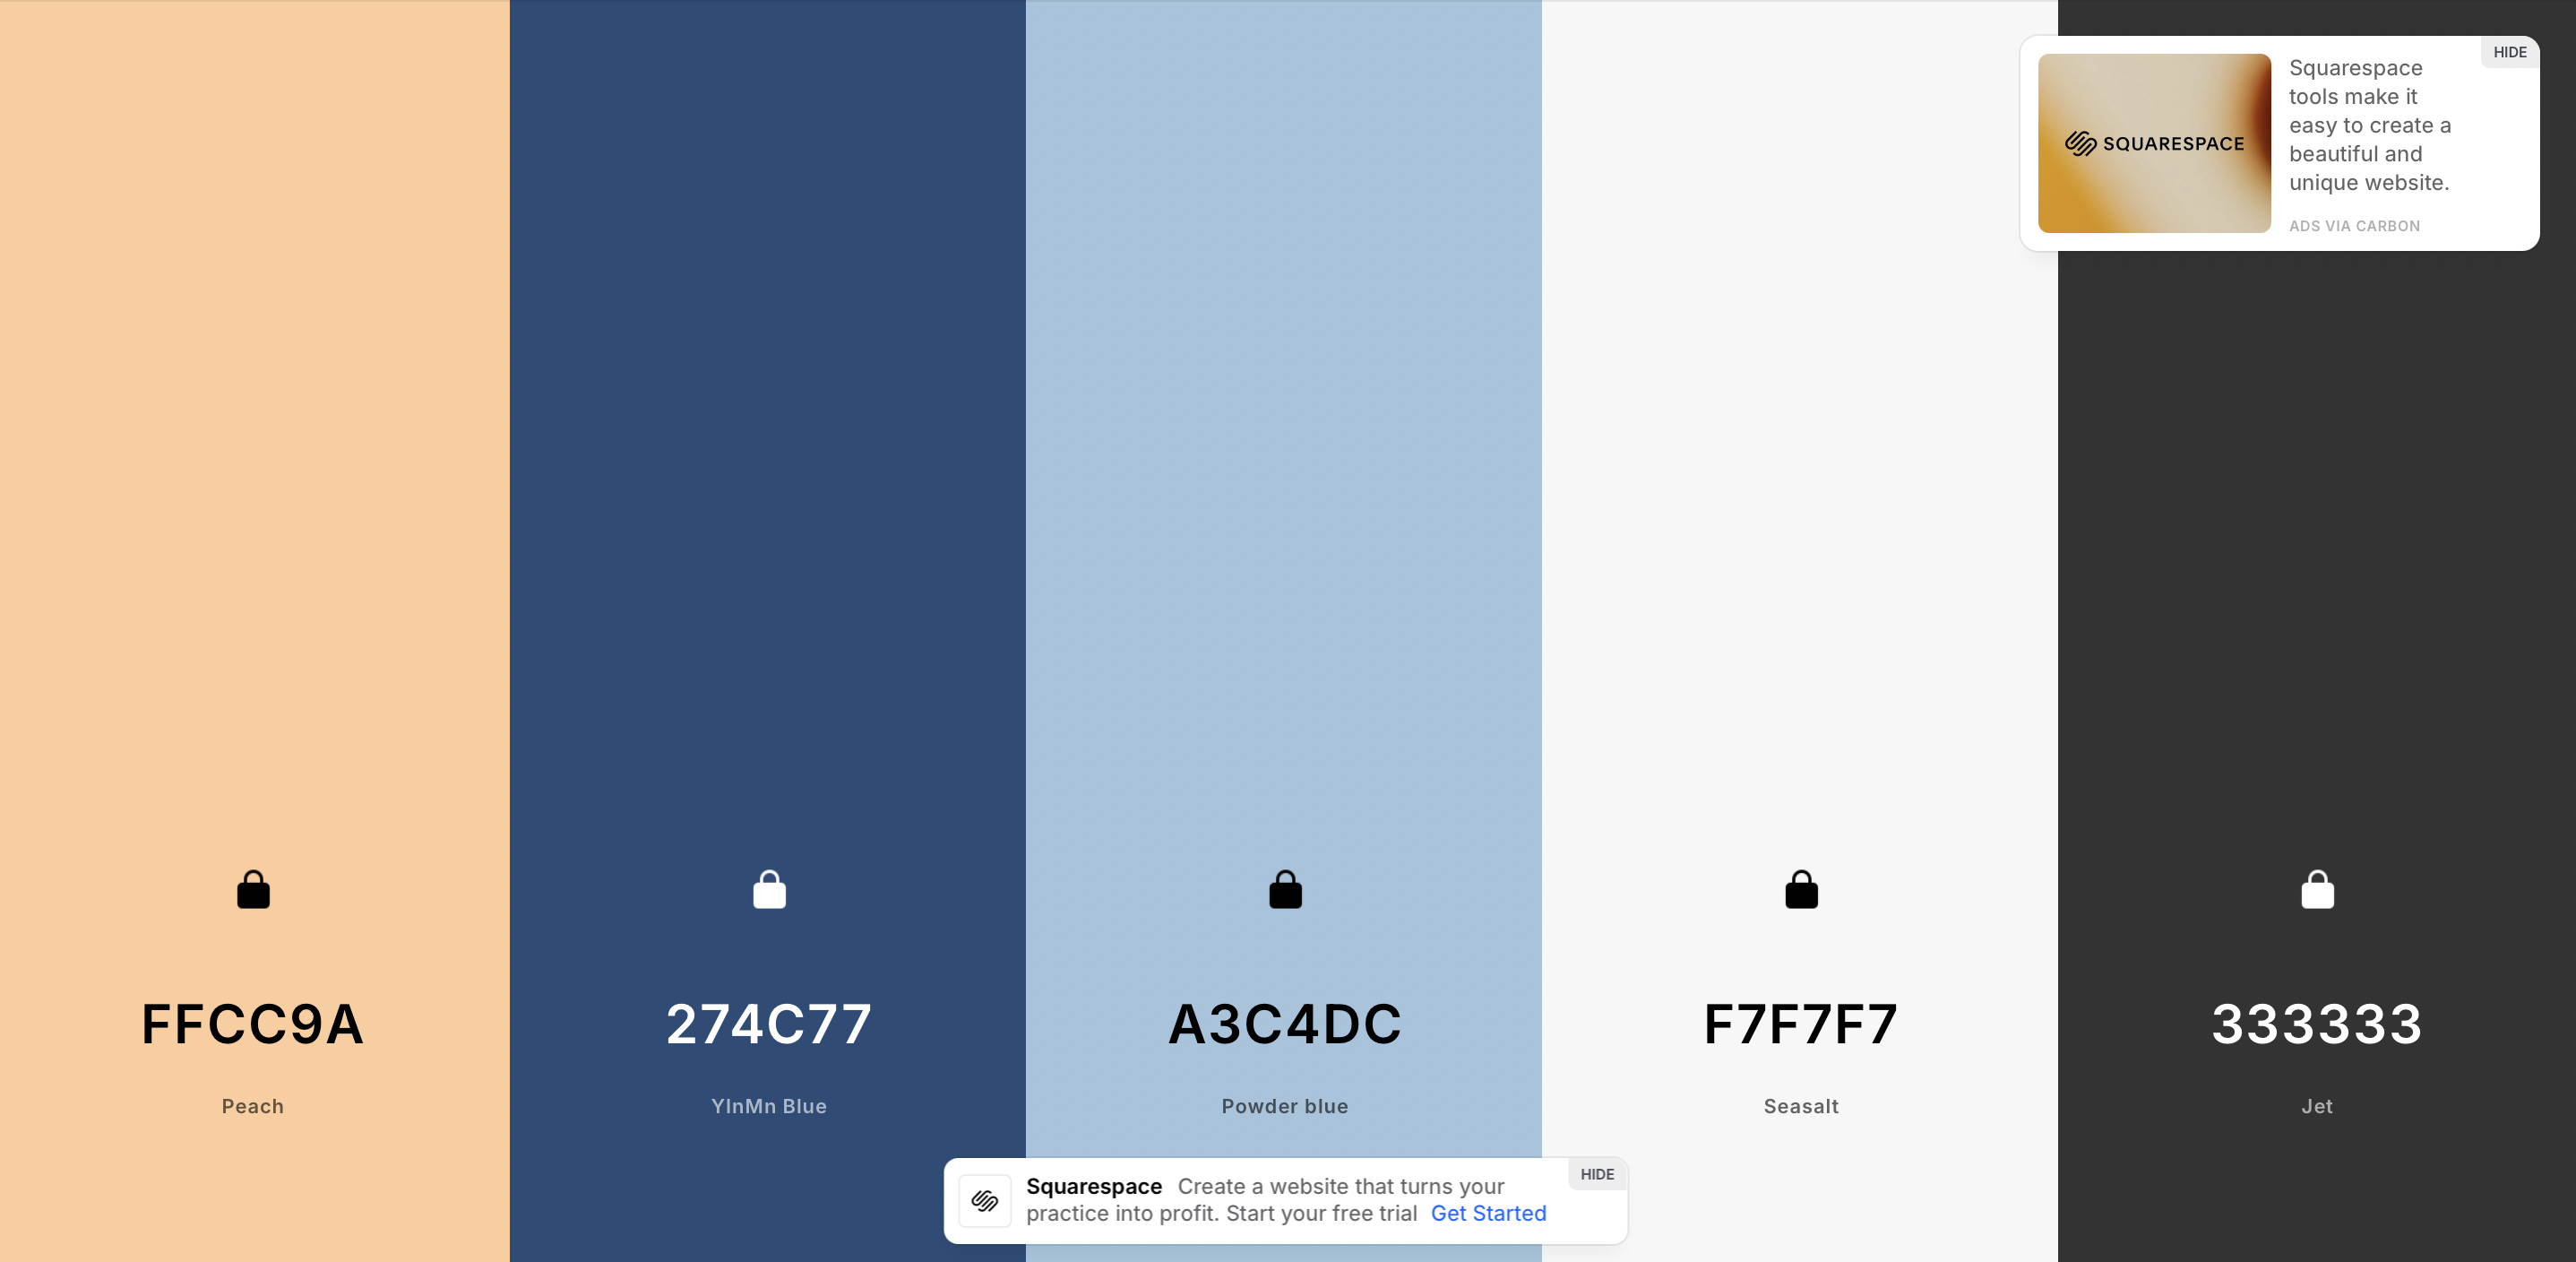 HIDE
Squarespace
tools make it
easy to create a
beautiful and
unique website.
SQUARESPACE
ADS VIA CARBON
FFCC9A
274C77
A3C4DC
F7F7F7
333333
Peach
YInMn Blue
Powder blue
Seasalt
Jet
HIDE
Squarespace Create a website that turns your
practice into profit. Start your free trial Get Started